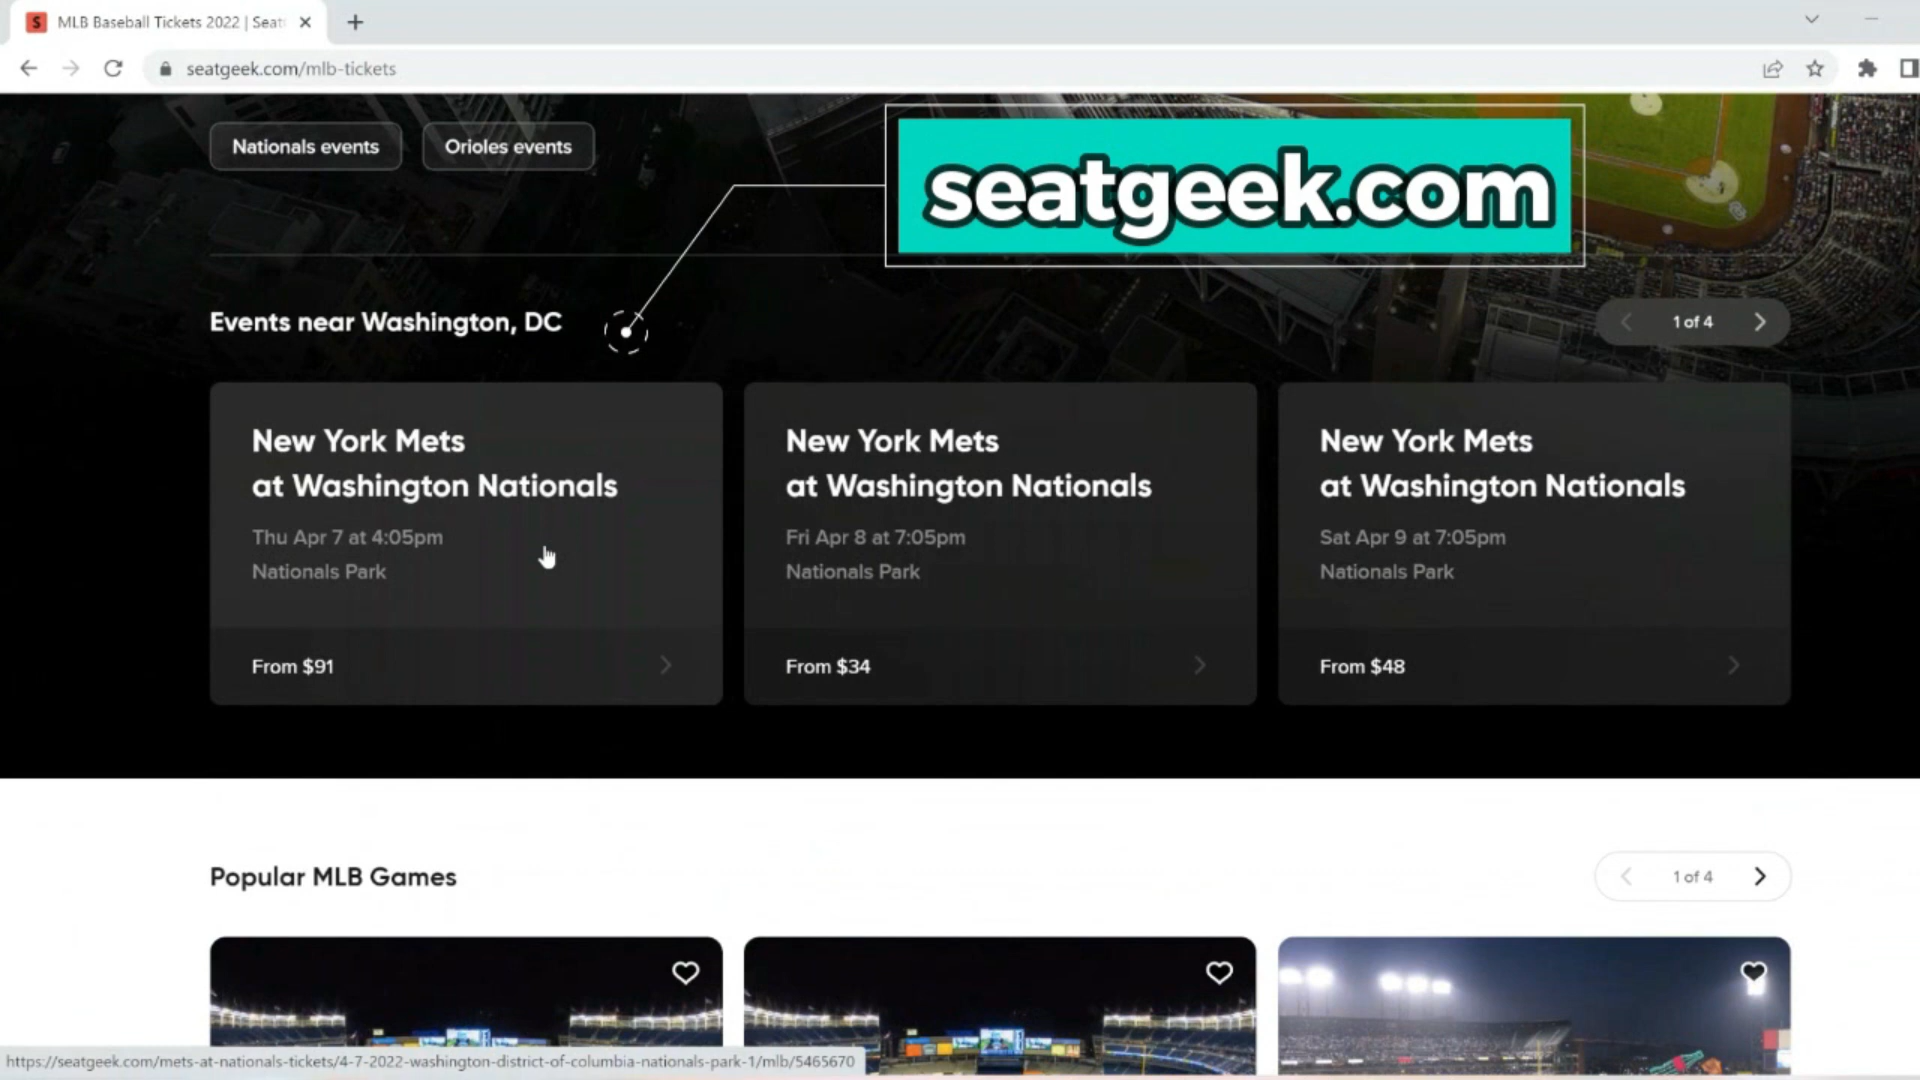 MLB Baseball Tickets 2022 | Seat
seatgeek.com/mlb-tickets
Nationals events
Orioles events
seatgeek.com
Events near Washington, DC
1 of 4
New York Mets
at Washington Nationals
Thu Apr 7 at 4:05pm
Nationals Park
From $91
New York Mets
at Washington Nationals
Fri Apr 8 at 7:05pm
Nationals Park
From $34
New York Mets
at Washington Nationals
Sat Apr 9 at 7:05pm
Nationals Park
From $48
Popular MLB Games
1 of 4
https://seatgeek.com/mets-at-nationals-tickets/4-7-2022-washington-district-of-columbia-nationals-park-1/mlb/5465670